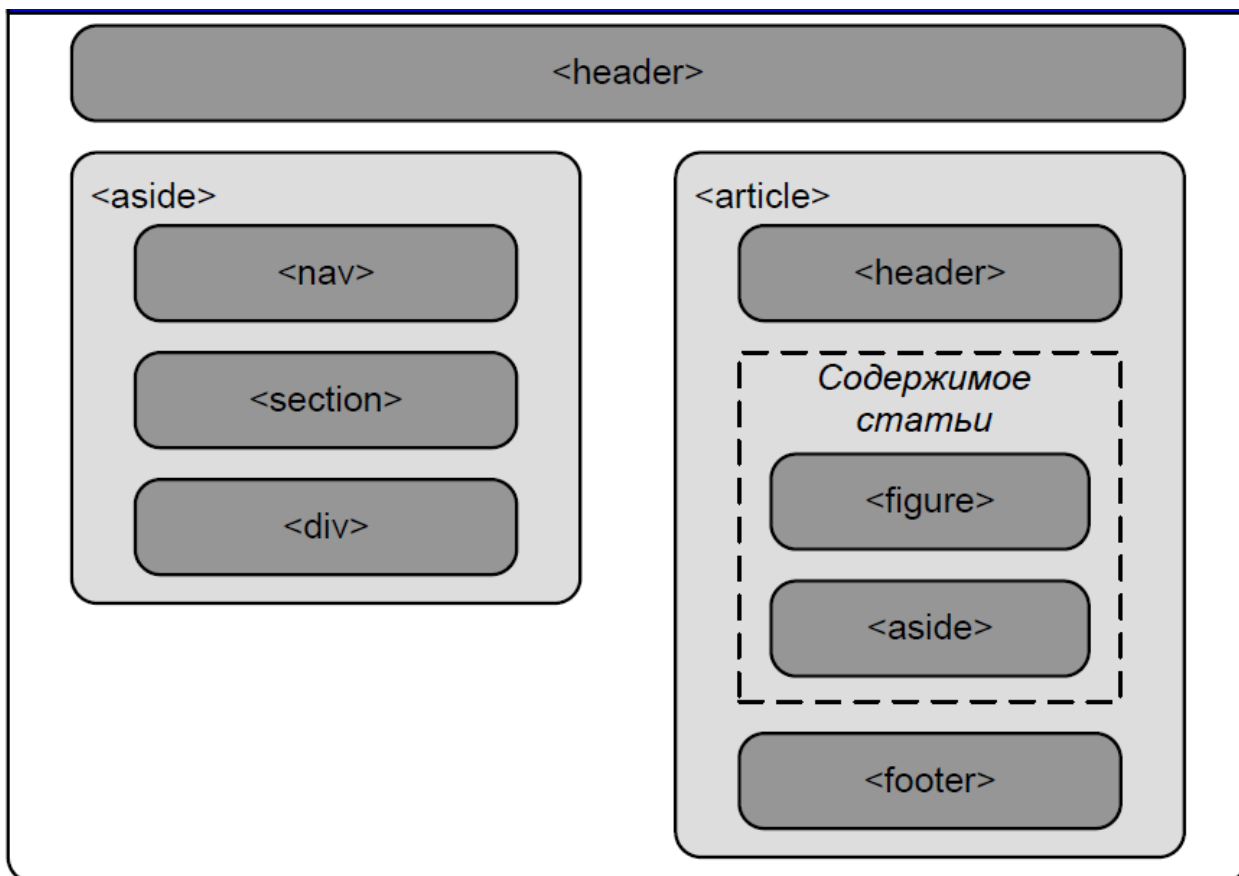 <header>
<aside>
<nav>
<section>
<div>
<article>
<header>
Содержимое
статьи
<figure>
<aside>
<footer>